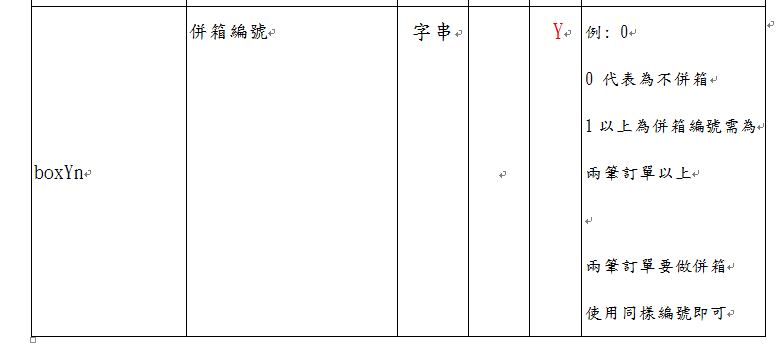 boxYn
併箱編號
字串
Y
例: 0
0 代表為不併箱
1 以上為併箱編號需為
兩筆訂單以上
兩筆訂單要做併箱
使用同樣編號即可